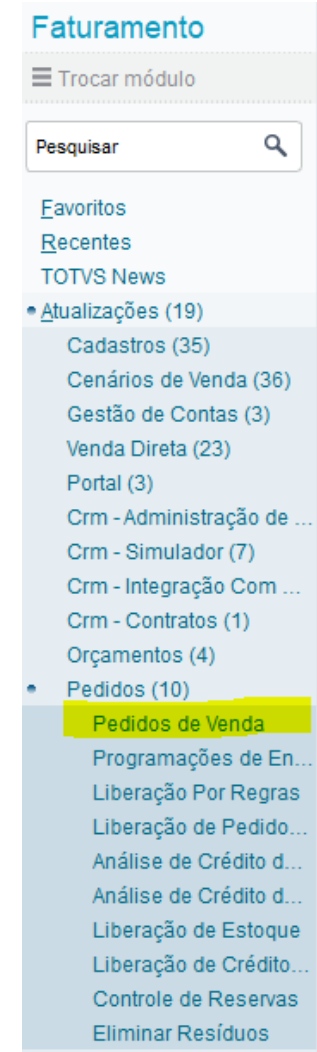 Faturamento
Trocar módulo
Pesquisar
Favoritos
Recentes
TOTVS News
Atualizações (19)
Cadastros (35)
Cenários de Venda (36)
Gestão de Contas (3)
Venda Direta (23)
Portal (3)
Crm - Administração de ...
Crm - Simulador (7)
Crm - Integração Com ...
Crm - Contratos (1)
Orçamentos (4)
Pedidos (10)
Pedidos de Venda
Programações de En...
Liberação Por Regras
Liberação de Pedido...
Análise de Crédito d...
Análise de Crédito d...
Liberação de Estoque
Liberação de Crédito...
Controle de Reservas
Eliminar Resíduos